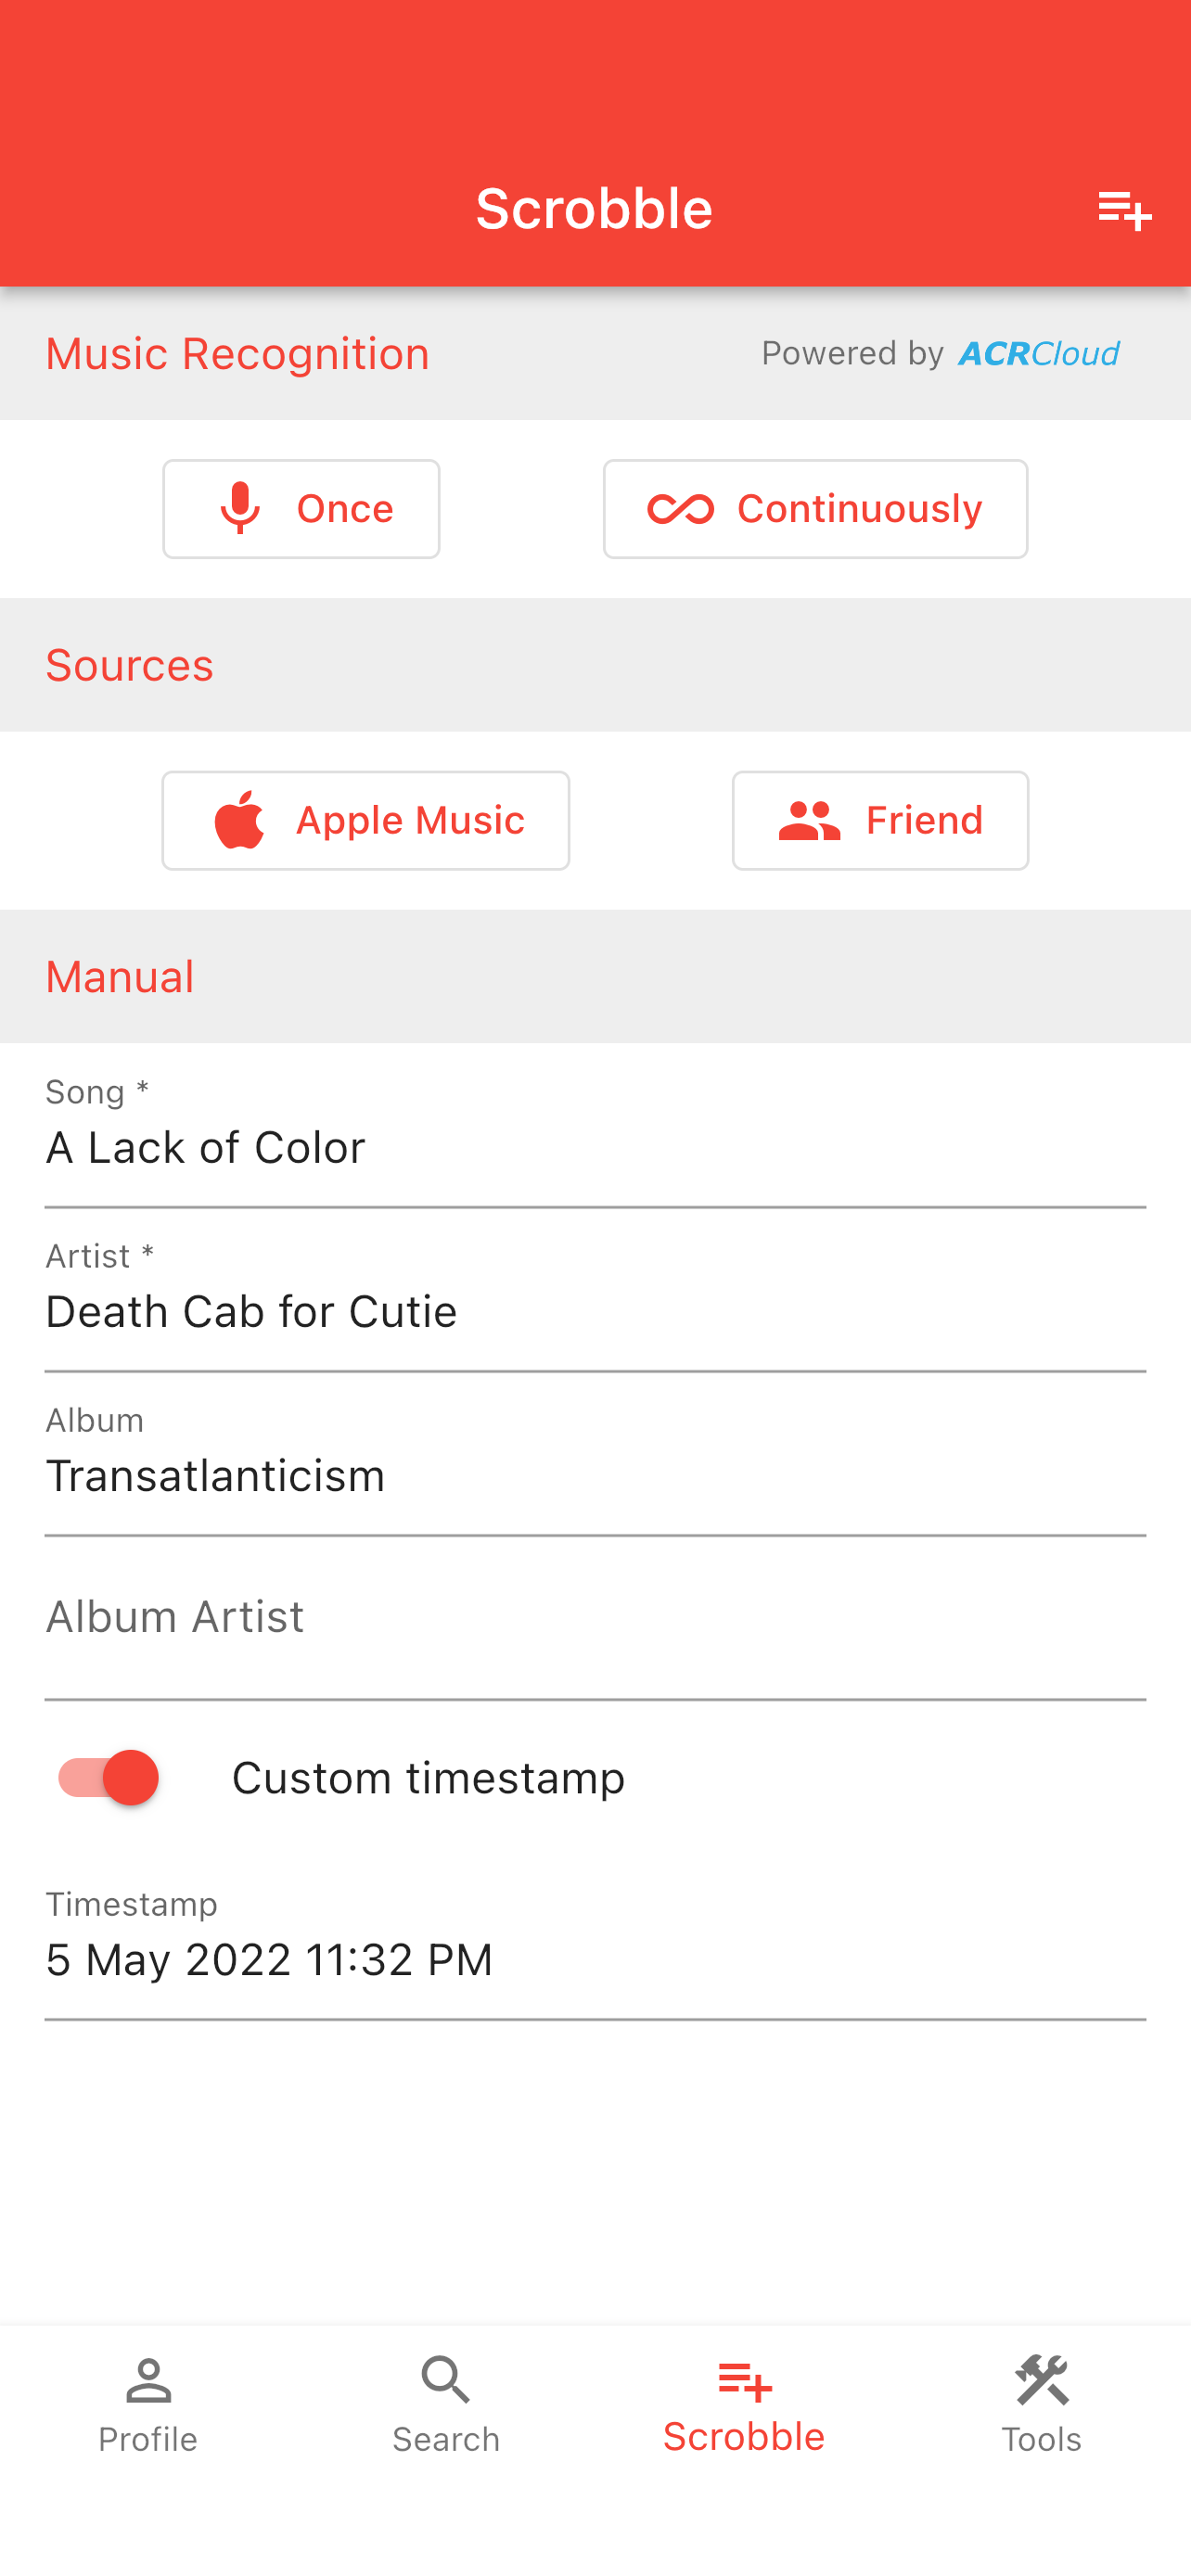 Scrobble
Music Recognition
Powered by ACRCloud
Once
Continuously
Sources
Apple Music
Friend
Manual
Song *
A Lack of Color
Artist *
Death Cab for Cutie
Album
Transatlanticism
Album Artist
Custom timestamp
Timestamp
5 May 2022 11:32 PM
Profile
Search
Scrobble
Tools